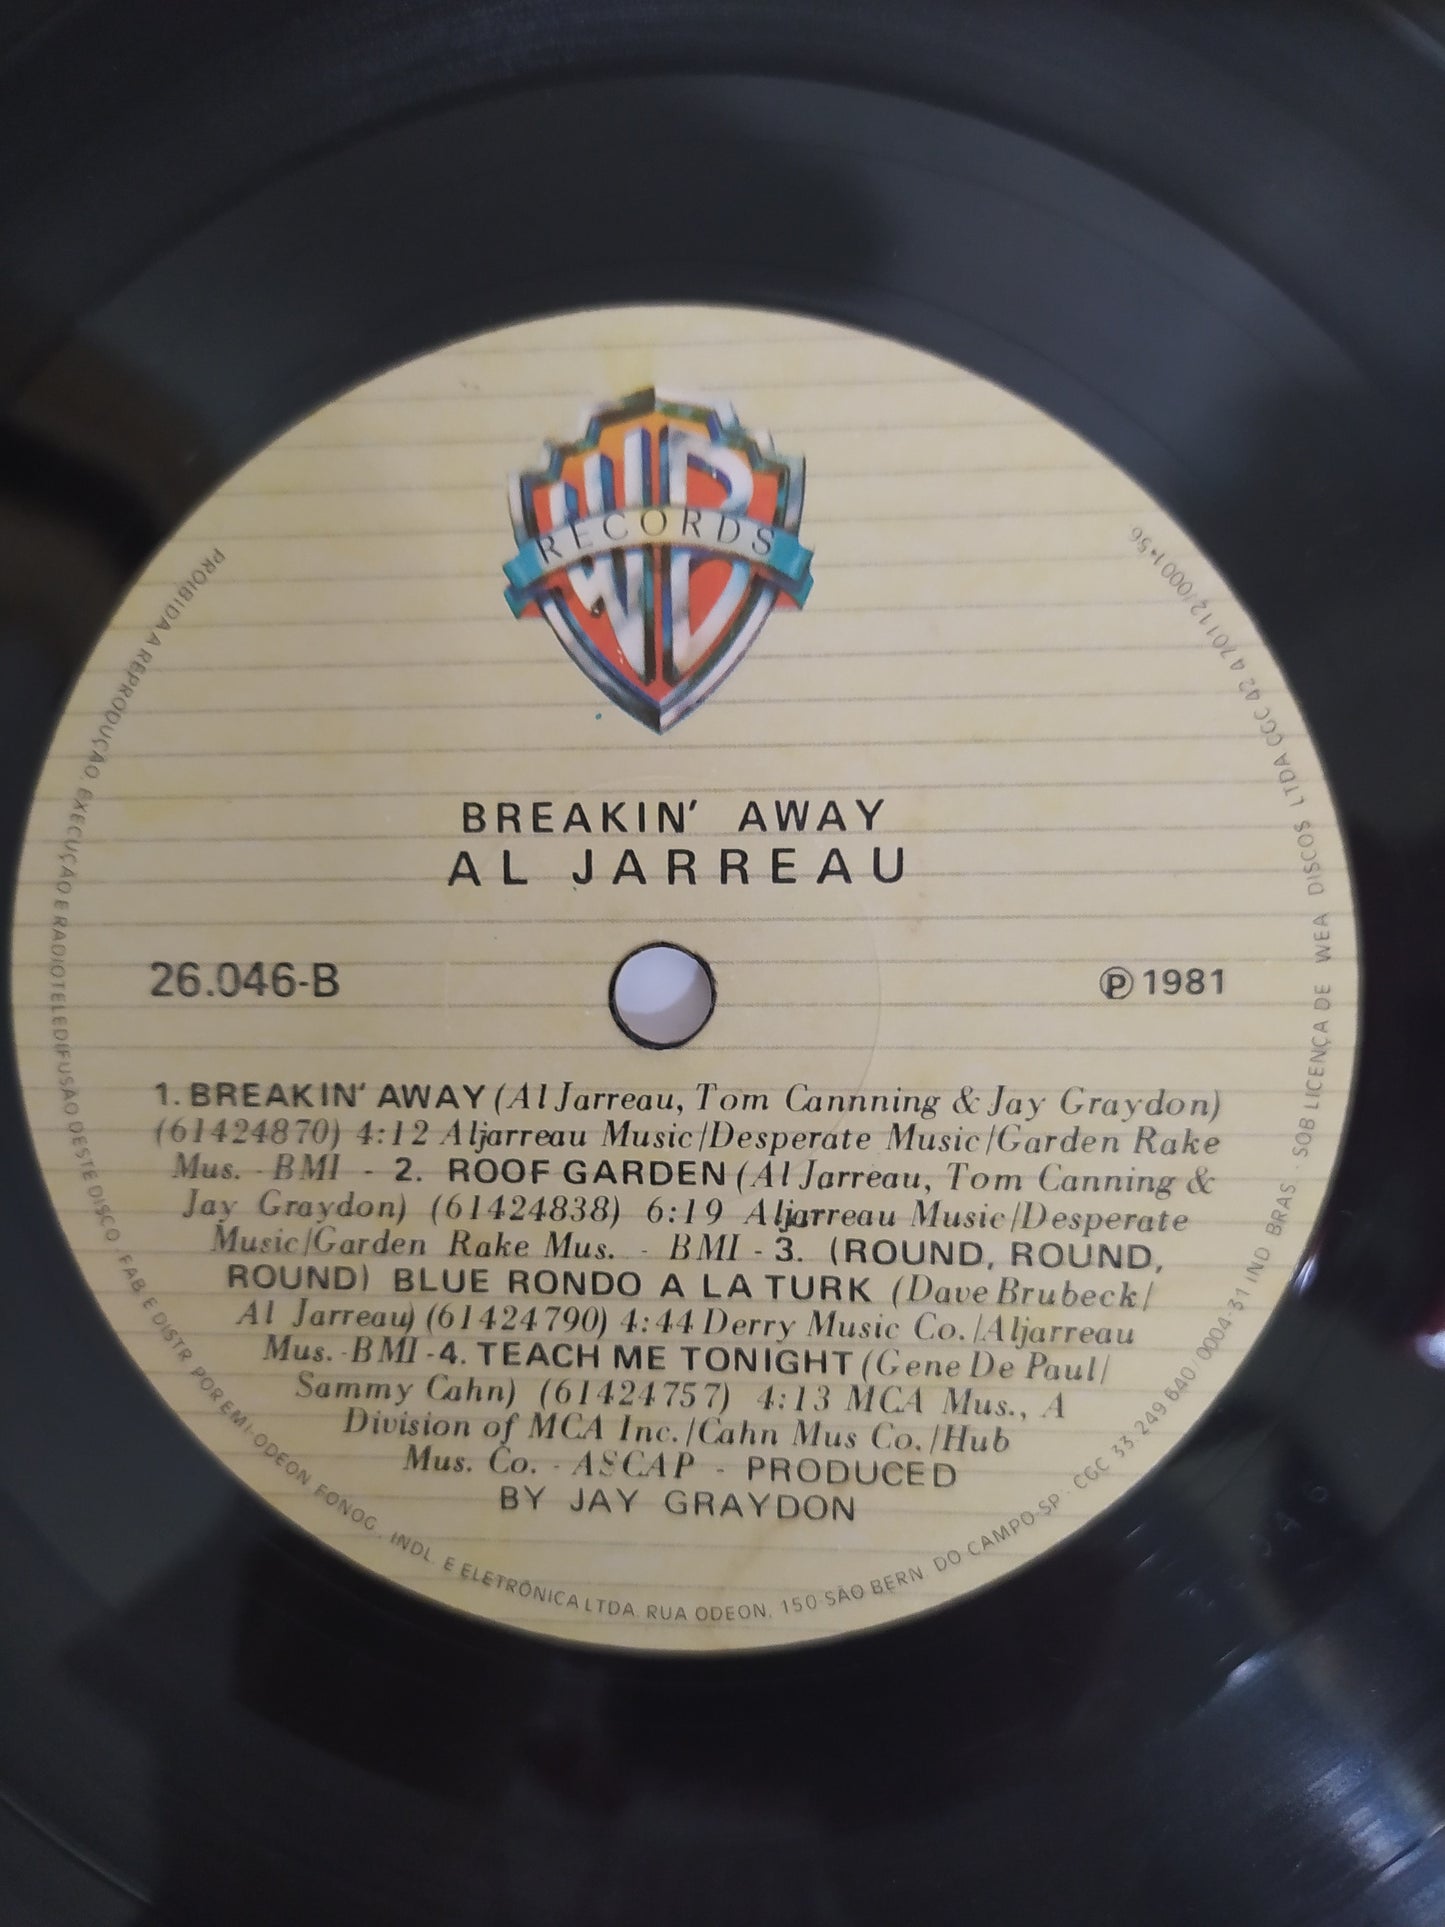 WB
RECORDS
BREAKIN' AWAY
AL JARREAU
26.046-B
Ⓟ 1981
1. BREAKIN' AWAY (Al Jarreau, Tom Cannning & Jay Graydon)
(61424870) 4:12 Aljarreau Music/Desperate Music/Garden Rake
Mus. - BMI - 2. ROOF GARDEN (Al Jarreau, Tom Canning &
Jay Graydon) (61424838) 6:19 Aljarreau Music/Desperate
Music/Garden Rake Mus. - BMI - 3. (ROUND, ROUND,
ROUND) BLUE RONDO A LA TURK (Dave Brubeck/
Al Jarreau) (61424790) 4:44 Derry Music Co./Aljarreau
Mus. - BMI - 4. TEACH ME TONIGHT (Gene De Paul/
Sammy Cahn) (61424757) 4:13 MCA Mus., A
Division of MCA Inc./Cahn Mus Co./Hub
Mus. Co. - ASCAP - PRODUCED
BY JAY GRAYDON
PROIBIDA A REPRODUÇÃO, EXECUÇÃO E RADIOTELEDIFUSÃO DESTE DISCO. FAB E DISTR. POR EMI-ODEON FONOG., INDL. E ELETRÔNICA LTDA. RUA ODEON, 150-SÃO BERN. DO CAMPO-SP - CGC 33.249.640/0004-31 IND BRAS. - SOB LICENÇA DE WEA DISCOS LTDA CGC 42 470112/0001-56